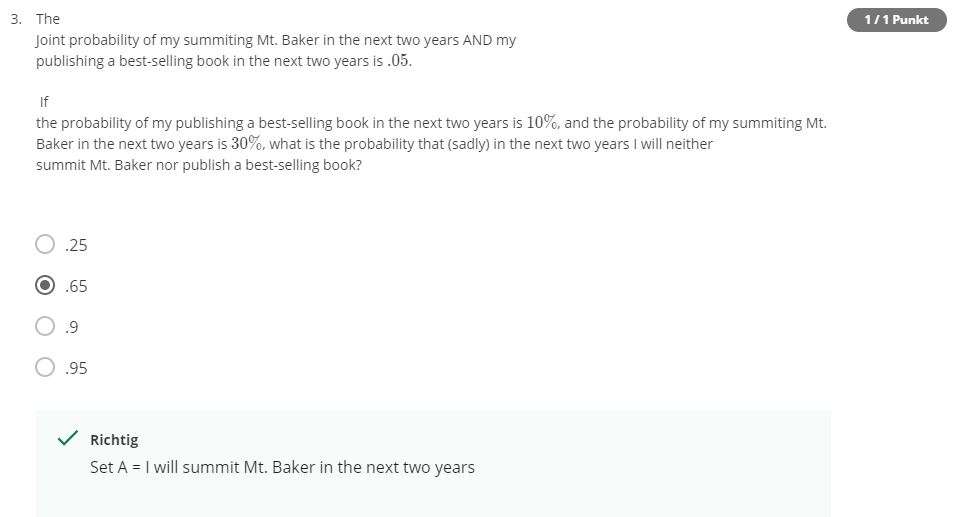 3. The
1 / 1 Punkt
Joint probability of my summiting Mt. Baker in the next two years AND my
publishing a best-selling book in the next two years is .05.
If
the probability of my publishing a best-selling book in the next two years is 10%, and the probability of my summiting Mt.
Baker in the next two years is 30%, what is the probability that (sadly) in the next two years I will neither
summit Mt. Baker nor publish a best-selling book?
.25
.65
.9
.95
Richtig
Set A = I will summit Mt. Baker in the next two years